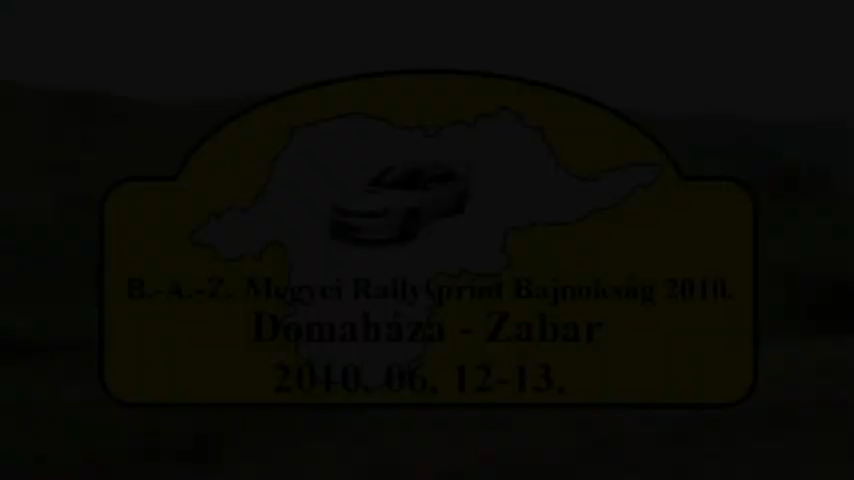 B.-A.-Z. Megyei RallySprint Bajnokság 2010.
Domaháza - Zabar
2010. 06. 12-13.